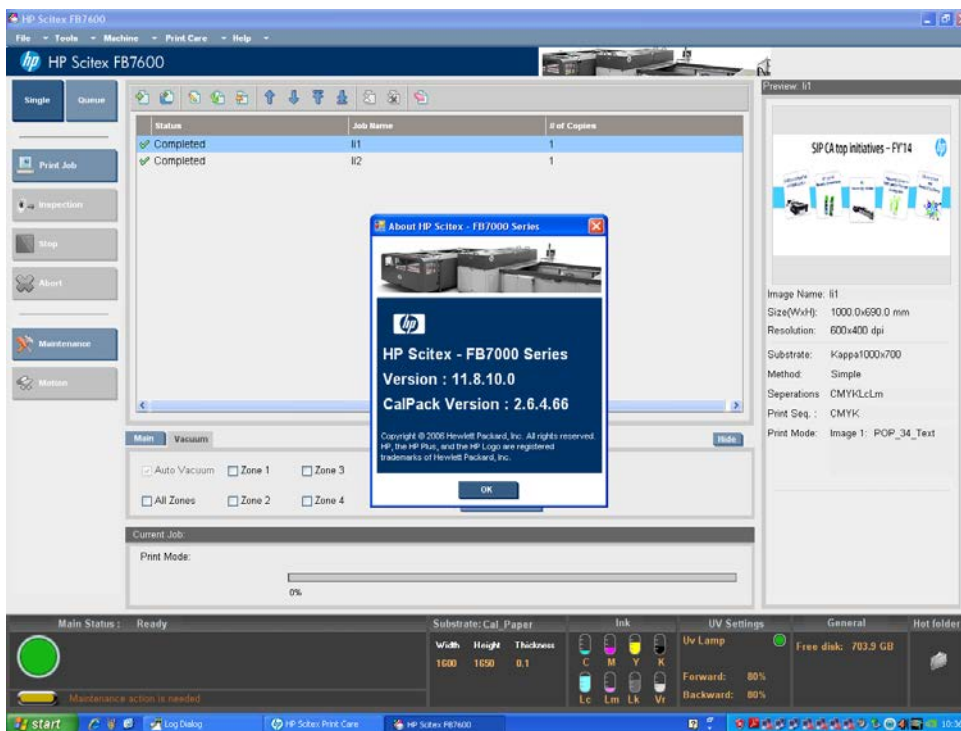 HP Scitex FB7600
File Tools Machine Print Care Help
hp HP Scitex FB7600
Single Queue
Status Job Name # of Copies
Completed li1 1
Completed li2 1
Print Job
Inspection
Stop
Abort
Maintenance
Motion
About HP Scitex - FB7000 Series
hp
HP Scitex - FB7000 Series
Version : 11.8.10.0
CalPack Version : 2.6.4.66
Copyright © 2006 Hewlett Packard, Inc. All rights reserved.
HP, the HP Plus, and the HP Logo are registered
trademarks of Hewlett Packard, Inc.
OK
Main Vacuum Hide
Auto Vacuum Zone 1 Zone 3
All Zones Zone 2 Zone 4
Current Job:
Print Mode:
0%
Preview: li1
SIP CA top initiatives – FY'14
Image Name: li1
Size(WxH): 1000.0x690.0 mm
Resolution: 600x400 dpi
Substrate: Kappa1000x700
Method: Simple
Seperations CMYKLcLm
Print Seq. : CMYK
Print Mode: Image 1: POP_34_Text
Main Status : Ready
Maintenance action is needed
Substrate: Cal_Paper
Width Height Thickness
1600 1650 0.1
Ink
C M Y K
Lc Lm Lk Vr
UV Settings
Uv Lamp
Forward: 80%
Backward: 80%
General
Free disk: 703.9 GB
Hot folder
start Log Dialog HP Scitex Print Care HP Scitex FB7600 10:36